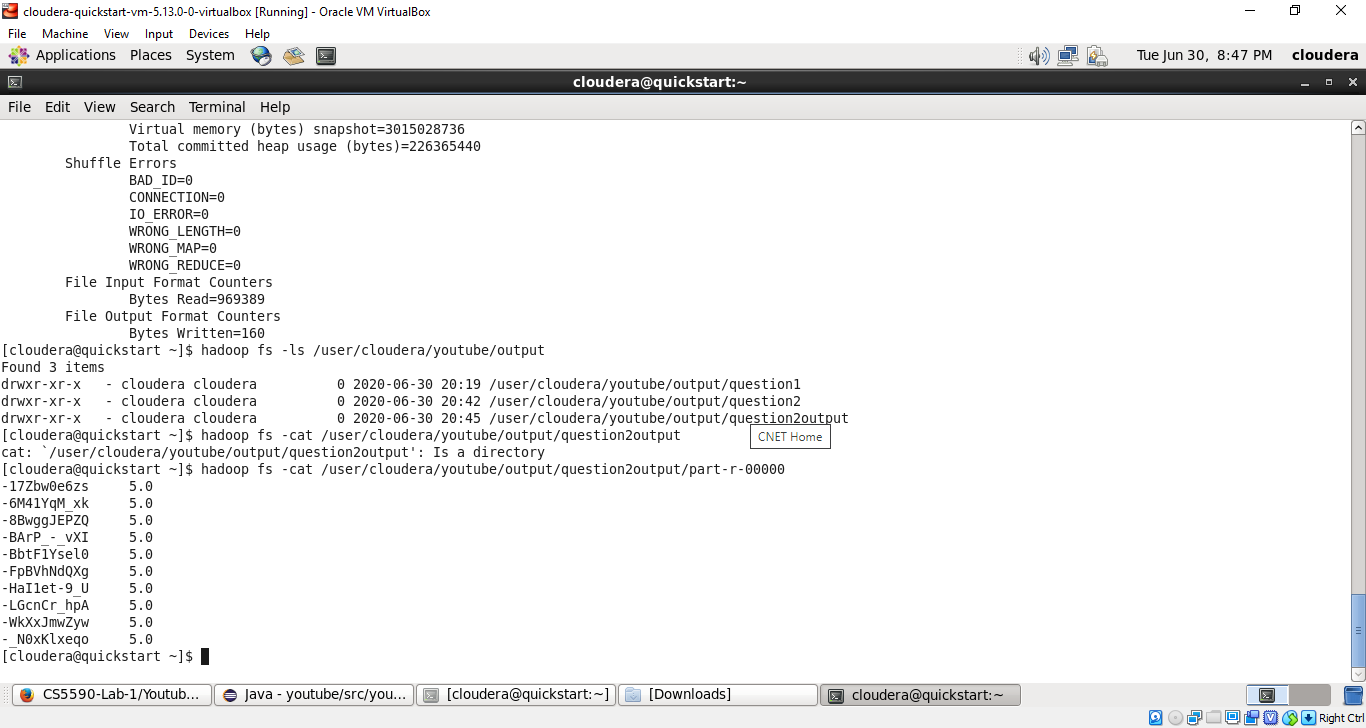 cloudera-quickstart-vm-5.13.0-0-virtualbox [Running] - Oracle VM VirtualBox
File Machine View Input Devices Help
Applications Places System Tue Jun 30, 8:47 PM cloudera
cloudera@quickstart:~
File Edit View Search Terminal Help
Virtual memory (bytes) snapshot=3015028736
Total committed heap usage (bytes)=226365440
Shuffle Errors
BAD_ID=0
CONNECTION=0
IO_ERROR=0
WRONG_LENGTH=0
WRONG_MAP=0
WRONG_REDUCE=0
File Input Format Counters
Bytes Read=969389
File Output Format Counters
Bytes Written=160
[cloudera@quickstart ~]$ hadoop fs -ls /user/cloudera/youtube/output
Found 3 items
drwxr-xr-x - cloudera cloudera 0 2020-06-30 20:19 /user/cloudera/youtube/output/question1
drwxr-xr-x - cloudera cloudera 0 2020-06-30 20:42 /user/cloudera/youtube/output/question2
drwxr-xr-x - cloudera cloudera 0 2020-06-30 20:45 /user/cloudera/youtube/output/question2output
[cloudera@quickstart ~]$ hadoop fs -cat /user/cloudera/youtube/output/question2output
CNET Home
cat: `/user/cloudera/youtube/output/question2output': Is a directory
[cloudera@quickstart ~]$ hadoop fs -cat /user/cloudera/youtube/output/question2output/part-r-00000
-17Zbw0e6zs 5.0
-6M41YqM_xk 5.0
-8BwggJEPZQ 5.0
-BArP_-_vXI 5.0
-BbtF1Ysel0 5.0
-FpBVhNdQXg 5.0
-HaI1et-9_U 5.0
-LGcnCr_hpA 5.0
-WkXxJmwZyw 5.0
-_N0xKlxeqo 5.0
[cloudera@quickstart ~]$
CS5590-Lab-1/Youtub... Java - youtube/src/you... [cloudera@quickstart:~] [Downloads] cloudera@quickstart:~
Right Ctrl